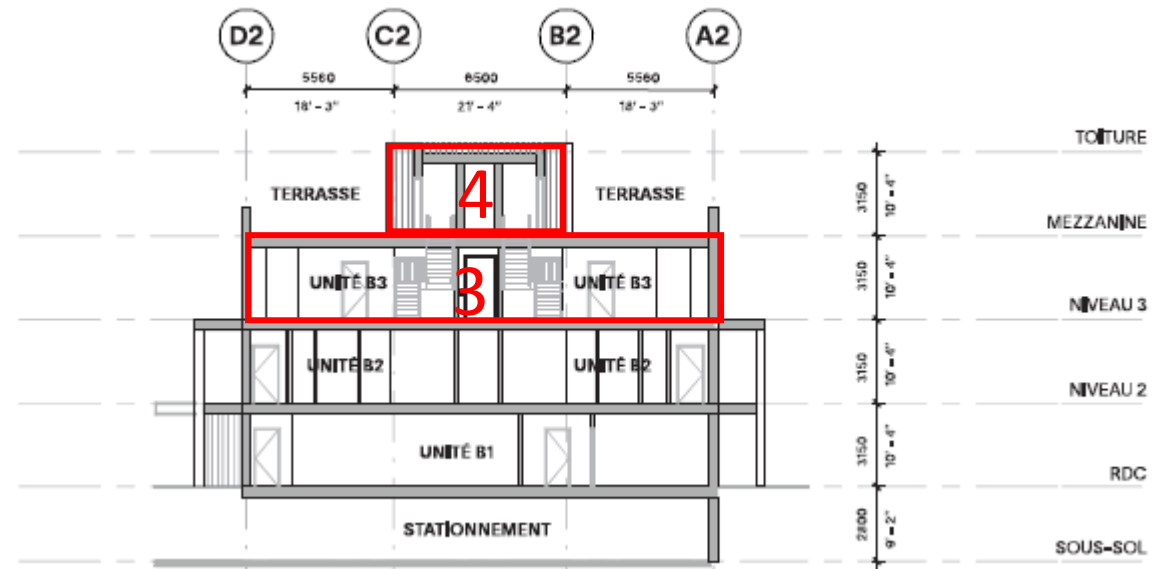 D2 C2 B2 A2
5560 6500 5560
18' - 3" 21' - 4" 18' - 3"
TOITURE
4
TERRASSE TERRASSE
3150
10' - 4"
MEZZANINE
UNITÉ B3 3 UNITÉ B3
3150
10' - 4"
NIVEAU 3
UNITÉ B2 UNITÉ B2
3150
10' - 4"
NIVEAU 2
UNITÉ B1
3150
10' - 4"
RDC
STATIONNEMENT
2800
9' - 2"
SOUS-SOL